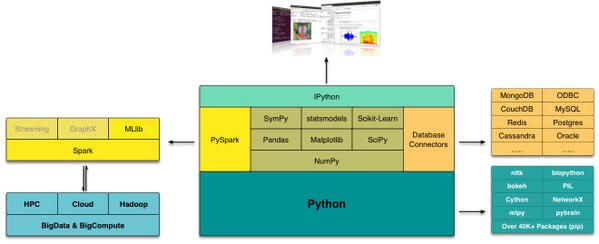 IPython
PySpark
SymPy statsmodels Scikit-Learn
Pandas Matplotlib SciPy
NumPy
Database
Connectors
Python
Streaming GraphX MLlib
Spark
HPC Cloud Hadoop
BigData & BigCompute
MongoDB ODBC
CouchDB MySQL
Redis Postgres
Cassandra Oracle
..... .....
nltk biopython
bokeh PIL
Cython NetworkX
mlpy pybrain
Over 40K+ Packages (pip)